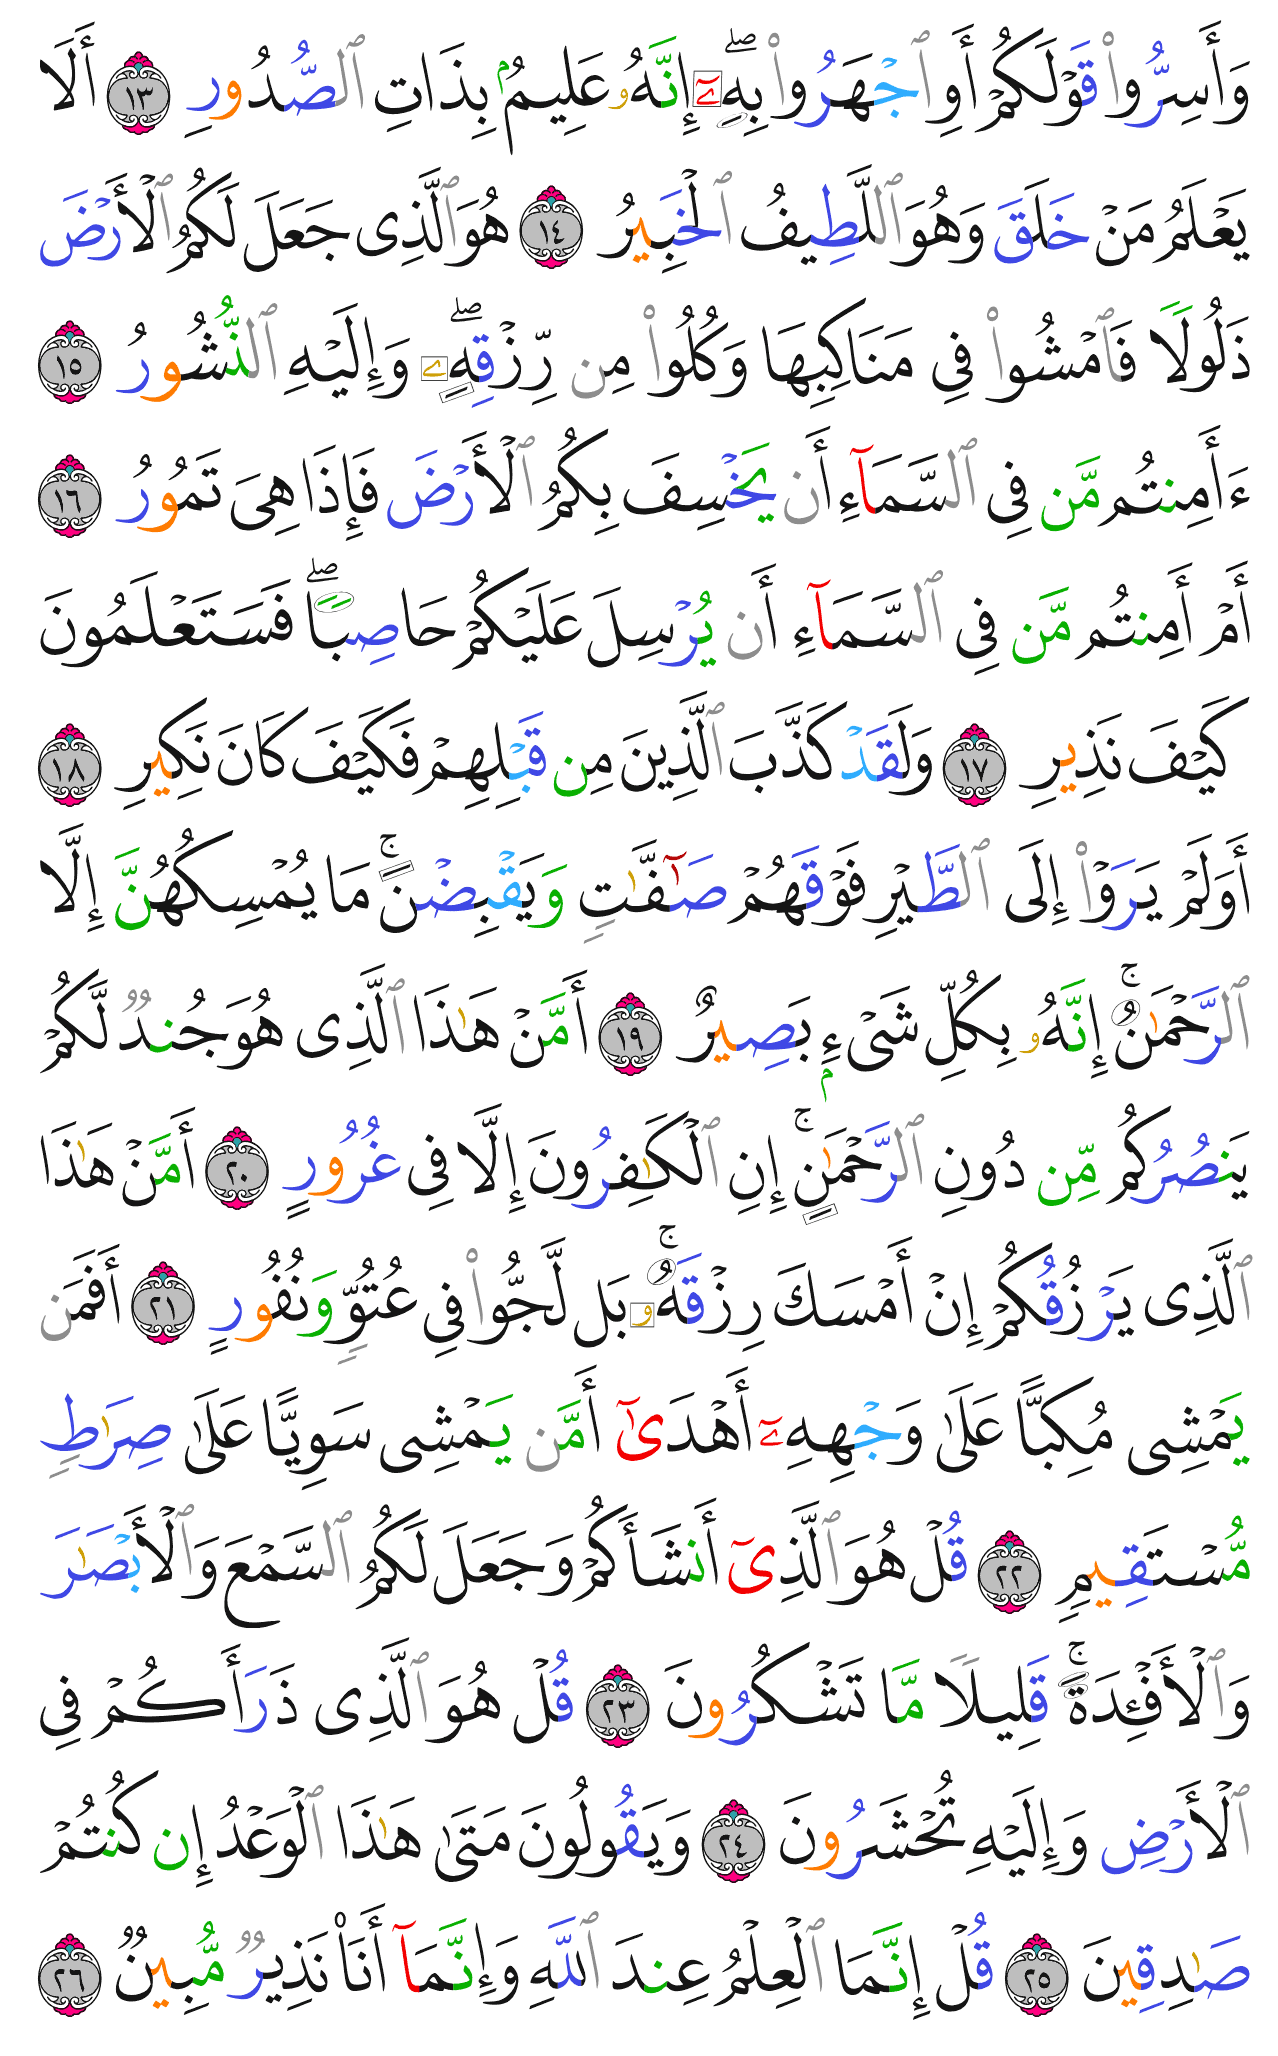 وَأَسِرُّوا۟ قَوْلَكُمْ أَوِ ٱجْهَرُوا۟ بِهِۦٓ ۖ إِنَّهُۥ عَلِيمٌۢ بِذَاتِ ٱلصُّدُورِ ١٣ أَلَا
يَعْلَمُ مَنْ خَلَقَ وَهُوَ ٱللَّطِيفُ ٱلْخَبِيرُ ١٤ هُوَ ٱلَّذِى جَعَلَ لَكُمُ ٱلْأَرْضَ
ذَلُولًا فَٱمْشُوا۟ فِى مَنَاكِبِهَا وَكُلُوا۟ مِن رِّزْقِهِۦ ۖ وَإِلَيْهِ ٱلنُّشُورُ ١٥
ءَأَمِنتُم مَّن فِى ٱلسَّمَآءِ أَن يَخْسِفَ بِكُمُ ٱلْأَرْضَ فَإِذَا هِىَ تَمُورُ ١٦
أَمْ أَمِنتُم مَّن فِى ٱلسَّمَآءِ أَن يُرْسِلَ عَلَيْكُمْ حَاصِبًا ۖ فَسَتَعْلَمُونَ
كَيْفَ نَذِيرِ ١٧ وَلَقَدْ كَذَّبَ ٱلَّذِينَ مِن قَبْلِهِمْ فَكَيْفَ كَانَ نَكِيرِ ١٨
أَوَلَمْ يَرَوْا۟ إِلَى ٱلطَّيْرِ فَوْقَهُمْ صَـٰٓفَّـٰتٍ وَيَقْبِضْنَ ۚ مَا يُمْسِكُهُنَّ إِلَّا
ٱلرَّحْمَـٰنُ ۚ إِنَّهُۥ بِكُلِّ شَىْءٍۭ بَصِيرٌ ١٩ أَمَّنْ هَـٰذَا ٱلَّذِى هُوَ جُندٌ لَّكُمْ
يَنصُرُكُم مِّن دُونِ ٱلرَّحْمَـٰنِ ۚ إِنِ ٱلْكَـٰفِرُونَ إِلَّا فِى غُرُورٍ ٢٠ أَمَّنْ هَـٰذَا
ٱلَّذِى يَرْزُقُكُمْ إِنْ أَمْسَكَ رِزْقَهُۥ ۚ بَل لَّجُّوا۟ فِى عُتُوٍّ وَنُفُورٍ ٢١ أَفَمَن
يَمْشِى مُكِبًّا عَلَىٰ وَجْهِهِۦٓ أَهْدَىٰٓ أَمَّن يَمْشِى سَوِيًّا عَلَىٰ صِرَٰطٍ
مُّسْتَقِيمٍ ٢٢ قُلْ هُوَ ٱلَّذِىٓ أَنشَأَكُمْ وَجَعَلَ لَكُمُ ٱلسَّمْعَ وَٱلْأَبْصَـٰرَ
وَٱلْأَفْـِٔدَةَ ۖ قَلِيلًا مَّا تَشْكُرُونَ ٢٣ قُلْ هُوَ ٱلَّذِى ذَرَأَكُمْ فِى
ٱلْأَرْضِ وَإِلَيْهِ تُحْشَرُونَ ٢٤ وَيَقُولُونَ مَتَىٰ هَـٰذَا ٱلْوَعْدُ إِن كُنتُمْ
صَـٰدِقِينَ ٢٥ قُلْ إِنَّمَا ٱلْعِلْمُ عِندَ ٱللَّهِ وَإِنَّمَآ أَنَا۠ نَذِيرٌ مُّبِينٌ ٢٦